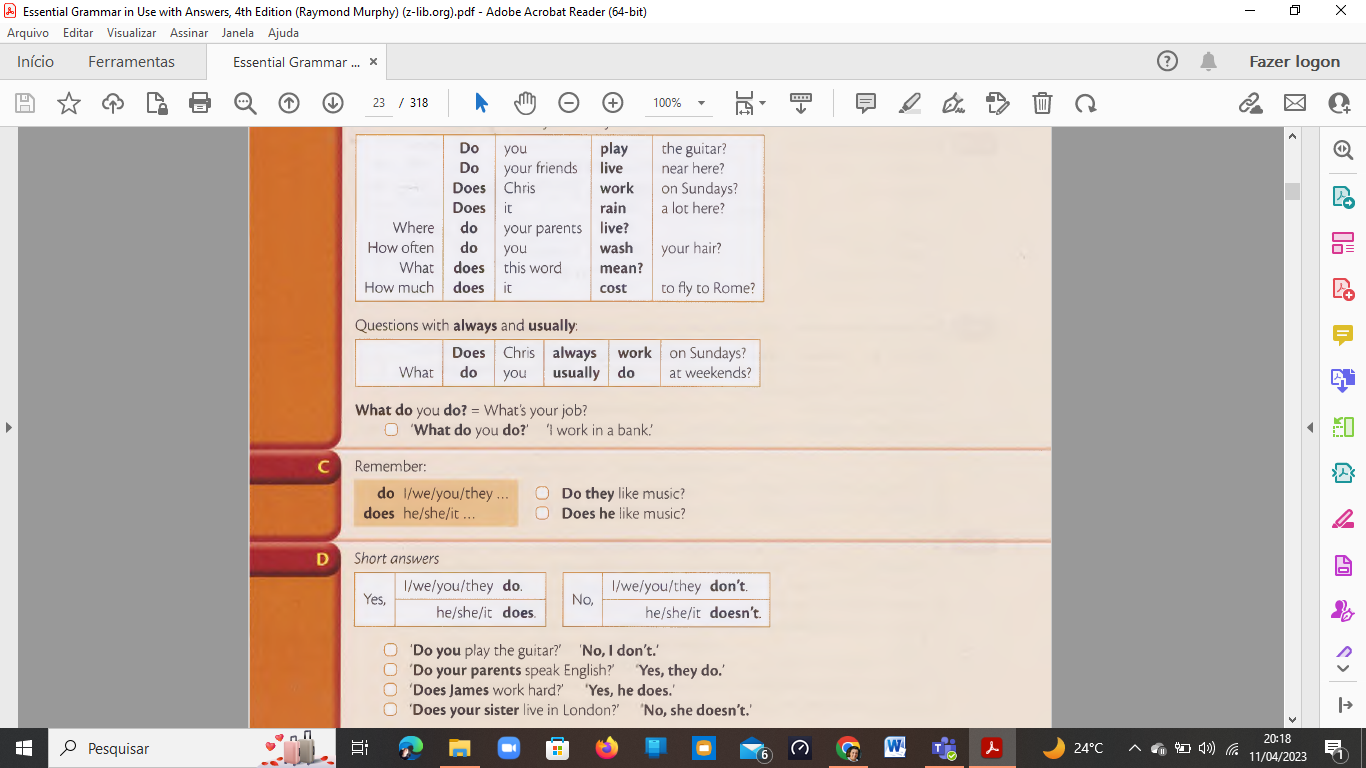 Essential Grammar in Use with Answers, 4th Edition (Raymond Murphy) (z-lib.org).pdf - Adobe Acrobat Reader (64-bit)
Arquivo Editar Visualizar Assinar Janela Ajuda
Início Ferramentas Essential Grammar ... × Fazer logon
23 / 318 100%
Do you play the guitar?
Do your friends live near here?
Does Chris work on Sundays?
Does it rain a lot here?
Where do your parents live?
How often do you wash your hair?
What does this word mean?
How much does it cost to fly to Rome?
Questions with always and usually:
Does Chris always work on Sundays?
What do you usually do at weekends?
What do you do? = What's your job?
'What do you do?' 'I work in a bank.'
C Remember:
do I/we/you/they ... Do they like music?
does he/she/it ... Does he like music?
D Short answers
Yes, I/we/you/they do.
he/she/it does.
No, I/we/you/they don't.
he/she/it doesn't.
'Do you play the guitar?' 'No, I don't.'
'Do your parents speak English?' 'Yes, they do.'
'Does James work hard?' 'Yes, he does.'
'Does your sister live in London?' 'No, she doesn't.'
Pesquisar 6 24°C 20:18 1
11/04/2023